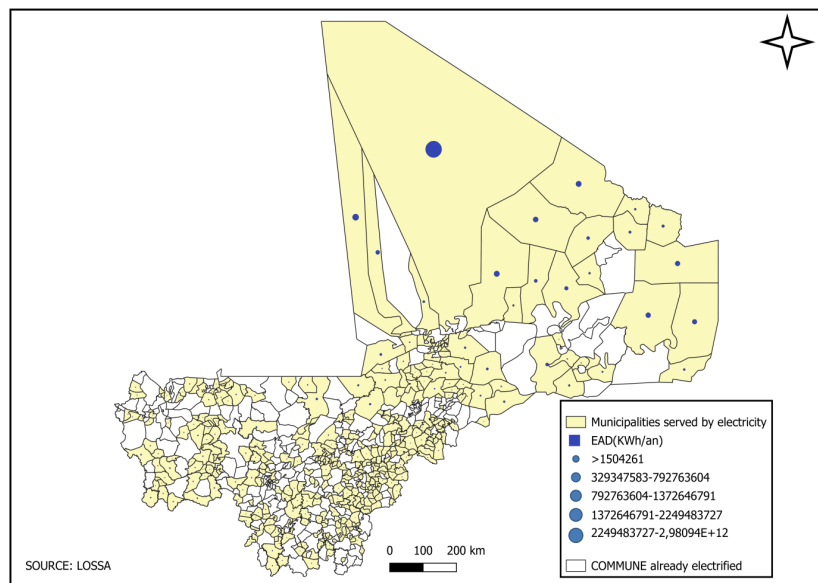 Municipalities served by electricity
EAD(KWh/an)
>1504261
329347583-792763604
792763604-1372646791
1372646791-2249483727
2249483727-2,98094E+12
COMMUNE already electrified
SOURCE: LOSSA
0 100 200 km